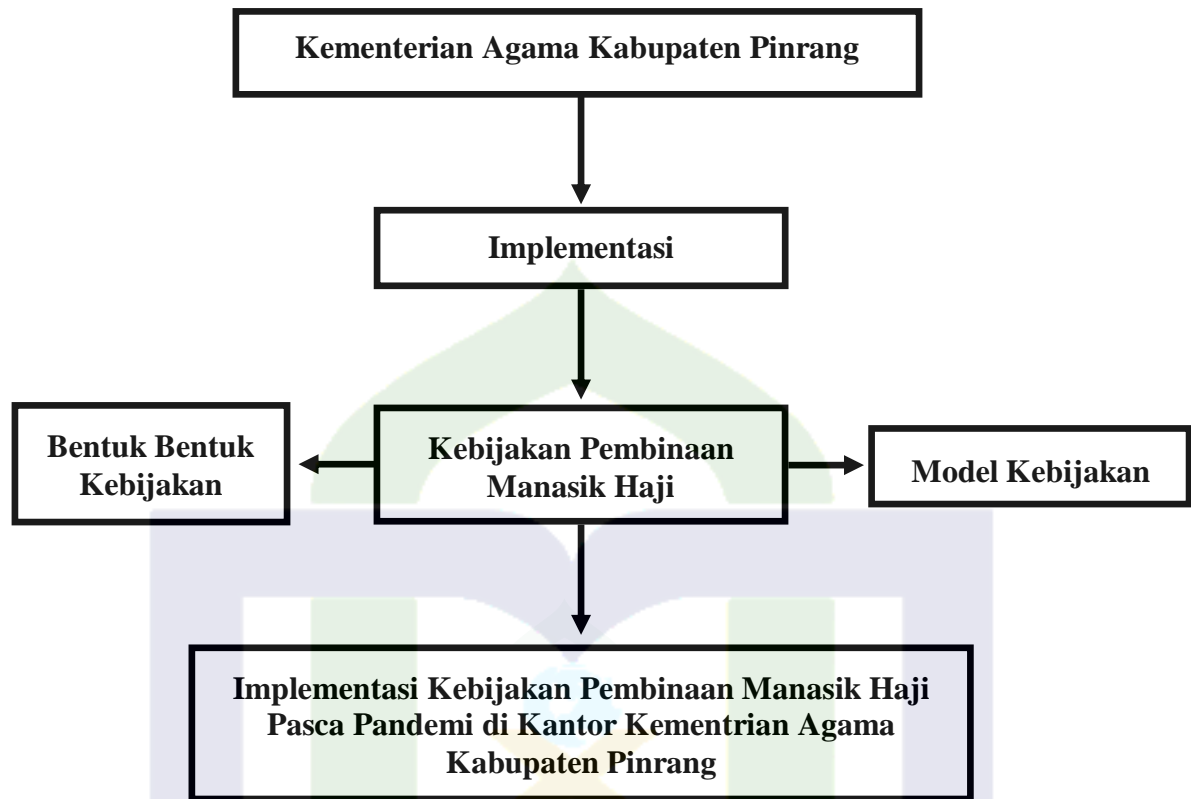 Kementerian Agama Kabupaten Pinrang
Implementasi
Bentuk Bentuk
Kebijakan
Kebijakan Pembinaan
Manasik Haji
Model Kebijakan
Implementasi Kebijakan Pembinaan Manasik Haji
Pasca Pandemi di Kantor Kementrian Agama
Kabupaten Pinrang